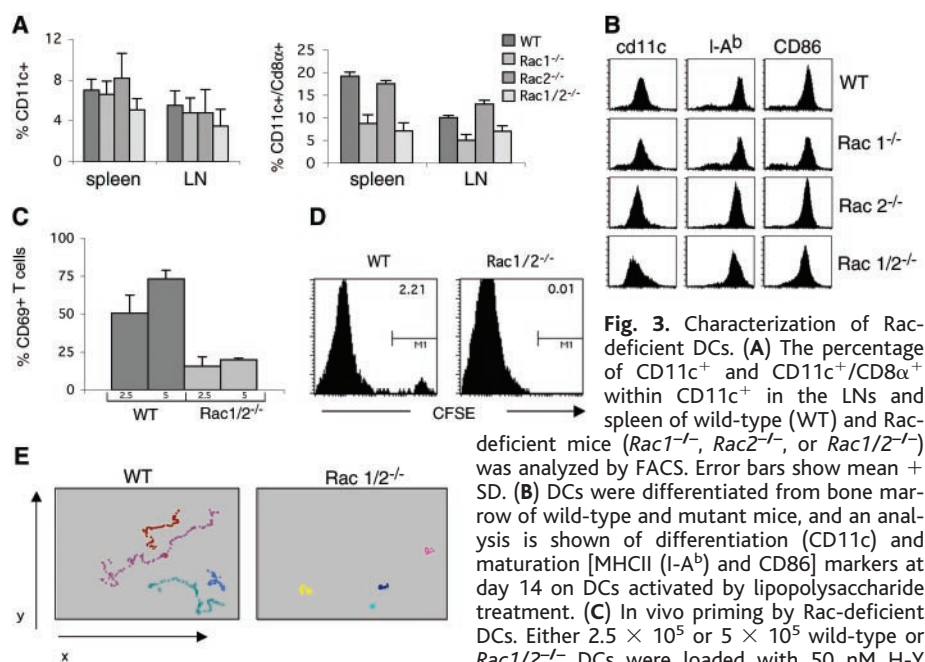 A
12
8
4
0
% CD11c+
spleen
LN
25
20
15
10
5
0
% CD11c+/Cd8α+
spleen
LN
WT
Rac1-/-
Rac2-/-
Rac1/2-/-
B
cd11c
I-Aᵇ
CD86
WT
Rac 1-/-
Rac 2-/-
Rac 1/2-/-
C
100
75
50
25
0
% CD69+ T cells
2.5
5
2.5
5
WT
Rac1/2-/-
D
WT
Rac1/2-/-
2.21
M1
0.01
M1
CFSE
E
WT
Rac 1/2-/-
y
x
Fig. 3. Characterization of Rac-
deficient DCs. (A) The percentage
of CD11c⁺ and CD11c⁺/CD8α⁺
within CD11c⁺ in the LNs and
spleen of wild-type (WT) and Rac-
deficient mice (Rac1⁻/⁻, Rac2⁻/⁻, or Rac1/2⁻/⁻)
was analyzed by FACS. Error bars show mean +
SD. (B) DCs were differentiated from bone mar-
row of wild-type and mutant mice, and an anal-
ysis is shown of differentiation (CD11c) and
maturation [MHCII (I-Aᵇ) and CD86] markers at
day 14 on DCs activated by lipopolysaccharide
treatment. (C) In vivo priming by Rac-deficient
DCs. Either 2.5 × 10⁵ or 5 × 10⁵ wild-type or
Rac1/2⁻/⁻ DCs were loaded with 50 nM H-Y